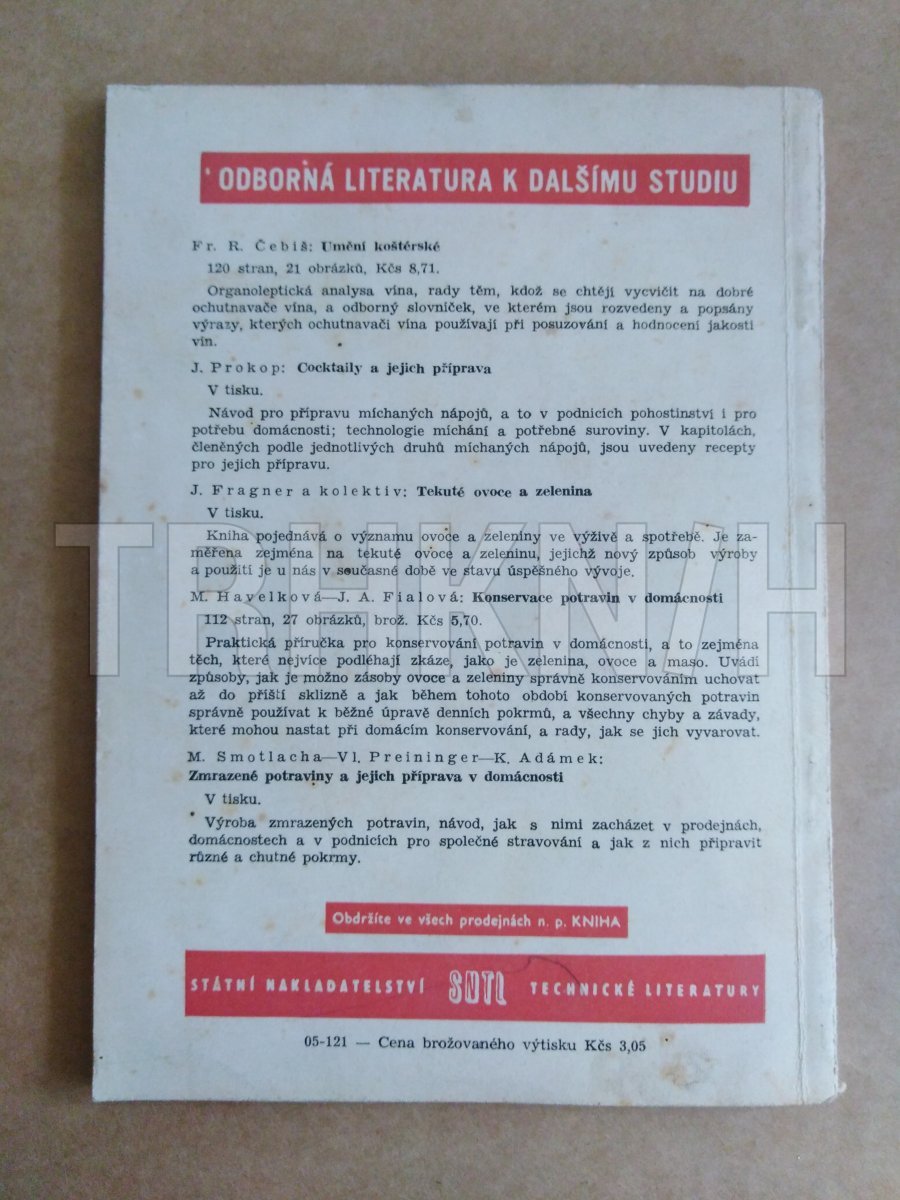 ODBORNÁ LITERATURA K DALŠÍMU STUDIU
Fr. R. Čebiš: Umění koštérské
120 stran, 21 obrázků, Kčs 8,71.
Organoleptická analysa vína, rady těm, kdož se chtějí vycvičit na dobré
ochutnavače vína, a odborný slovníček, ve kterém jsou rozvedeny a popsány
výrazy, kterých ochutnavači vína používají při posuzování a hodnocení jakosti
vín.
J. Prokop: Cocktaily a jejich příprava
V tisku.
Návod pro přípravu míchaných nápojů, a to v podnicích pohostinství i pro
potřebu domácnosti; technologie míchání a potřebné suroviny. V kapitolách,
členěných podle jednotlivých druhů míchaných nápojů, jsou uvedeny recepty
pro jejich přípravu.
J. Fragner a kolektiv: Tekuté ovoce a zelenina
V tisku.
Kniha pojednává o významu ovoce a zeleniny ve výživě a spotřebě. Je za-
měřena zejména na tekuté ovoce a zeleninu, jejichž nový způsob výroby
a použití je u nás v současné době ve stavu úspěšného vývoje.
M. Havelková—J. A. Fialová: Konservace potravin v domácnosti
112 stran, 27 obrázků, brož. Kčs 5,70.
Praktická příručka pro konservování potravin v domácnosti, a to zejména
těch, které nejvíce podléhají zkáze, jako je zelenina, ovoce a maso. Uvádí
způsoby, jak je možno zásoby ovoce a zeleniny správně konservováním uchovat
až do příští sklizně a jak během tohoto období konservovaných potravin
správně používat k běžné úpravě denních pokrmů, a všechny chyby a závady,
které mohou nastat při domácím konservování, a rady, jak se jich vyvarovat.
M. Smotlacha—Vl. Preininger—K. Adámek:
Zmrazené potraviny a jejich příprava v domácnosti
V tisku.
Výroba zmrazených potravin, návod, jak s nimi zacházet v prodejnách,
domácnostech a v podnicích pro společné stravování a jak z nich připravit
různé a chutné pokrmy.
Obdržíte ve všech prodejnách n. p. KNIHA
STÁTNÍ NAKLADATELSTVÍ SNTL TECHNICKÉ LITERATURY
05-121 — Cena brožovaného výtisku Kčs 3,05
TRHKNIH